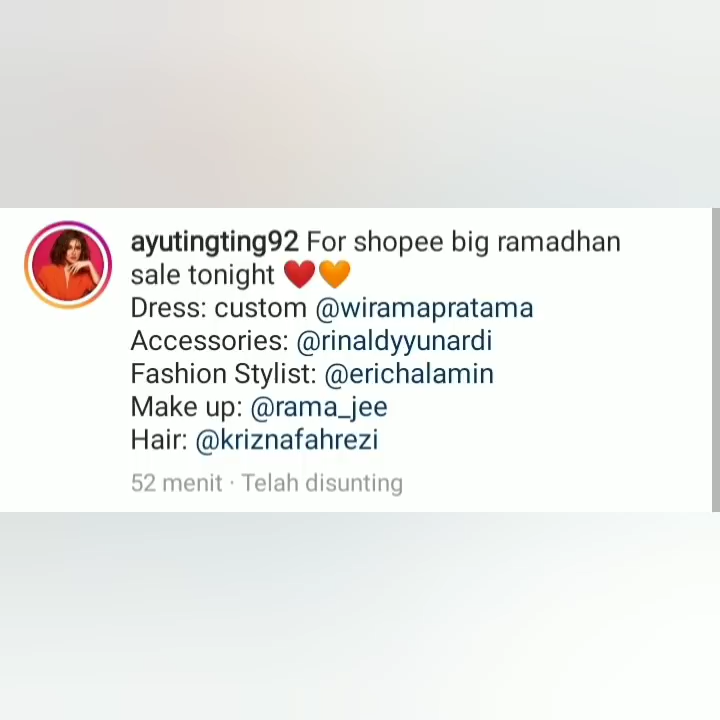 ayutingting92 For shopee big ramadhan
sale tonight ❤️🧡
Dress: custom @wiramapratama
Accessories: @rinaldyyunardi
Fashion Stylist: @erichalamin
Make up: @rama_jee
Hair: @kriznafahrezi
52 menit · Telah disunting